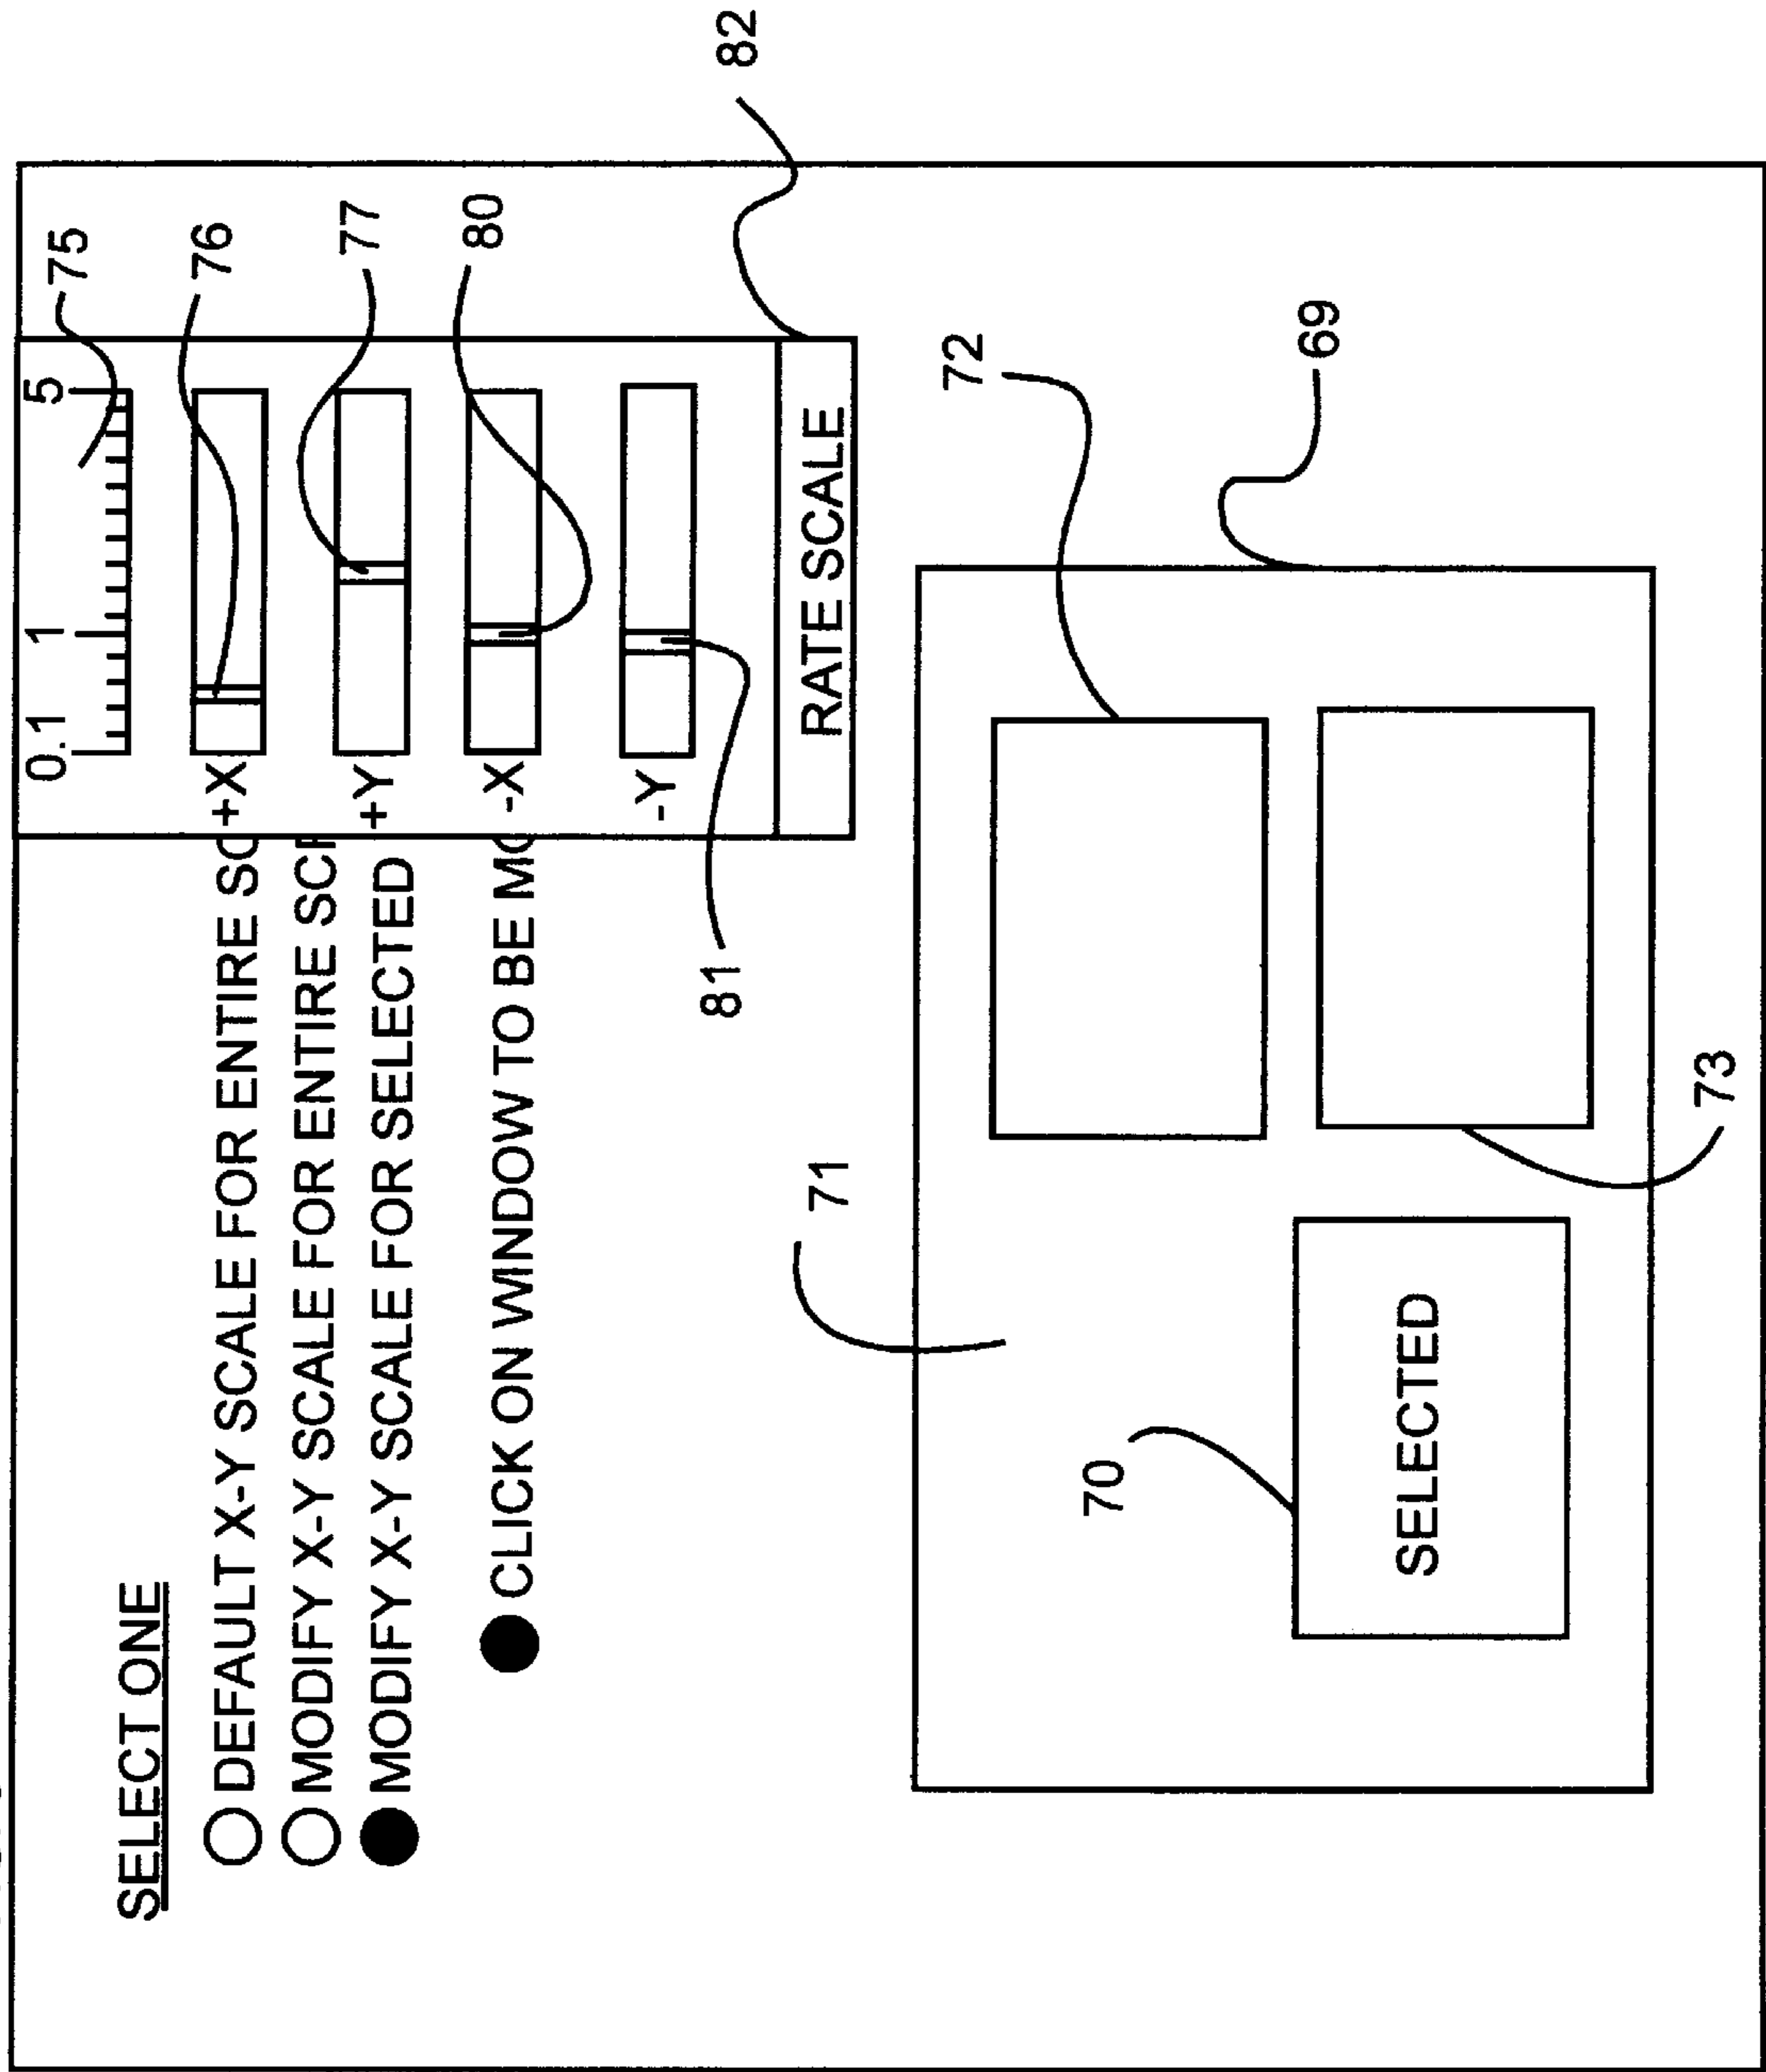 SELECT ONE
DEFAULT X-Y SCALE FOR ENTIRE SC
MODIFY X-Y SCALE FOR ENTIRE SCR
MODIFY X-Y SCALE FOR SELECTED
CLICK ON WINDOW TO BE MO
0.1 1 5
75
+X
76
+Y
77
-X
80
-Y
81
RATE SCALE
82
71
72
70
69
SELECTED
73